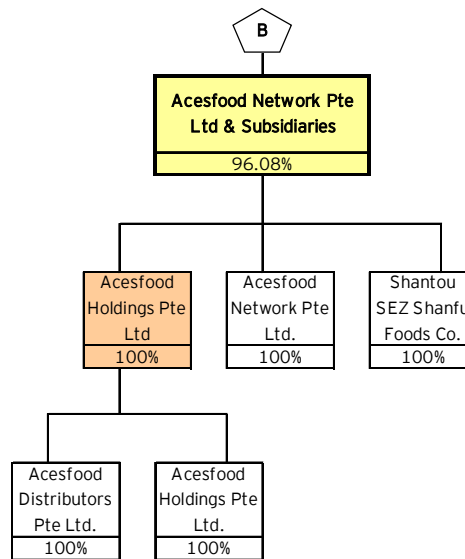 B
Acesfood Network Pte
Ltd & Subsidiaries
96.08%
Acesfood
Holdings Pte
Ltd
100%
Acesfood
Network Pte
Ltd.
100%
Shantou
SEZ Shanfu
Foods Co.
100%
Acesfood
Distributors
Pte Ltd.
100%
Acesfood
Holdings Pte
Ltd.
100%